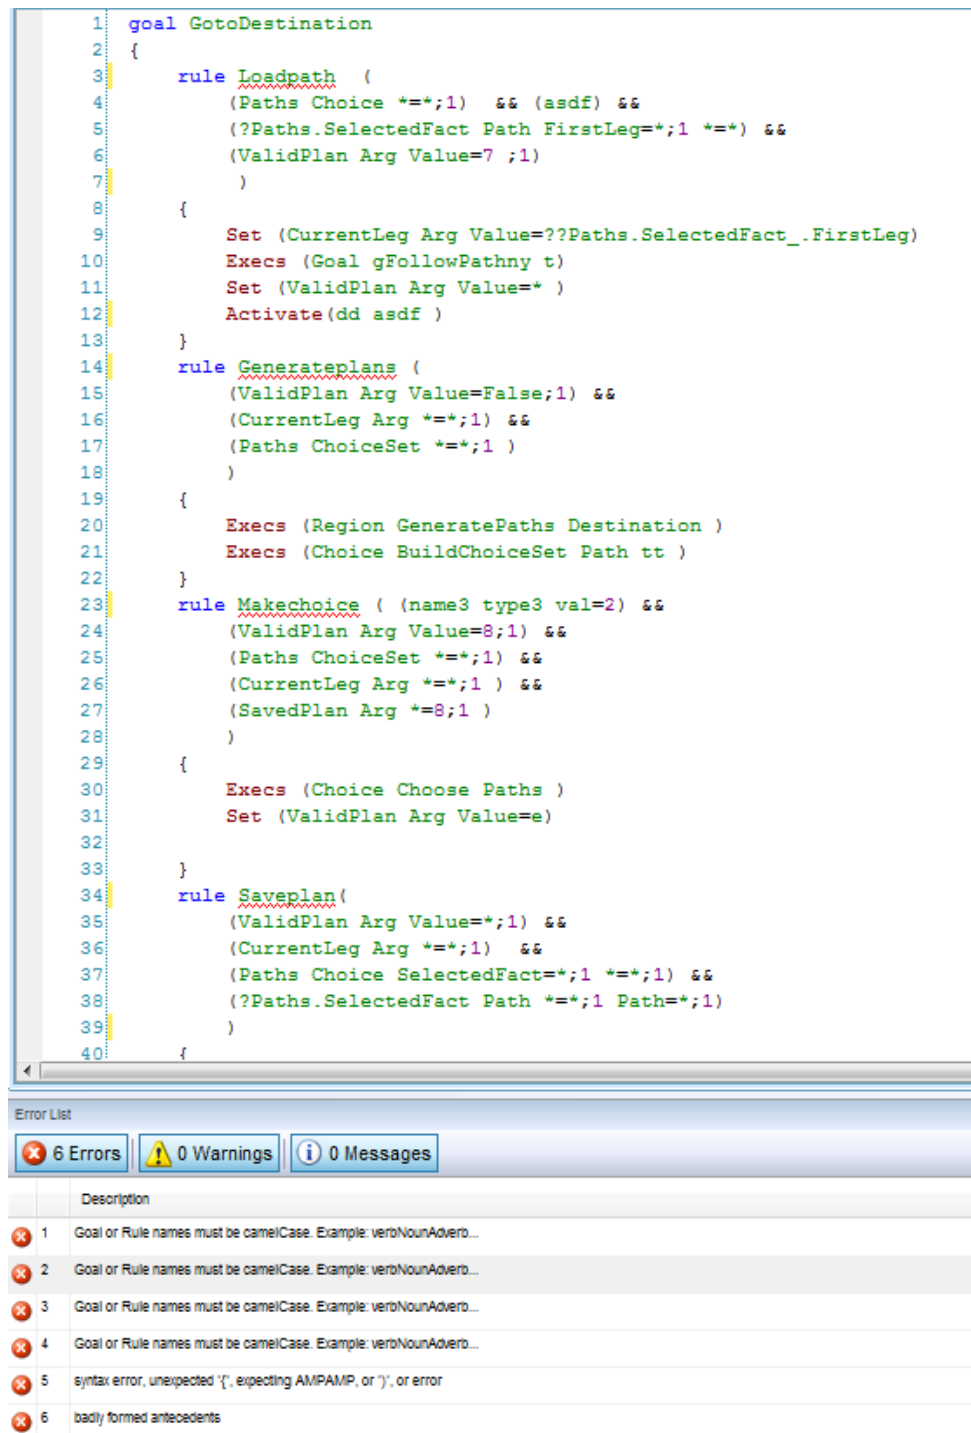 1 goal GotoDestination
2 {
3 rule Loadpath (
4 (Paths Choice *=*;1) && (asdf) &&
5 (?Paths.SelectedFact Path FirstLeg=*;1 *=*) &&
6 (ValidPlan Arg Value=7 ;1)
7 )
8 {
9 Set (CurrentLeg Arg Value=??Paths.SelectedFact_.FirstLeg)
10 Execs (Goal gFollowPathny t)
11 Set (ValidPlan Arg Value=* )
12 Activate(dd asdf )
13 }
14 rule Generateplans (
15 (ValidPlan Arg Value=False;1) &&
16 (CurrentLeg Arg *=*;1) &&
17 (Paths ChoiceSet *=*;1 )
18 )
19 {
20 Execs (Region GeneratePaths Destination )
21 Execs (Choice BuildChoiceSet Path tt )
22 }
23 rule Makechoice ( (name3 type3 val=2) &&
24 (ValidPlan Arg Value=8;1) &&
25 (Paths ChoiceSet *=*;1) &&
26 (CurrentLeg Arg *=*;1 ) &&
27 (SavedPlan Arg *=8;1 )
28 )
29 {
30 Execs (Choice Choose Paths )
31 Set (ValidPlan Arg Value=e)
32
33 }
34 rule Saveplan(
35 (ValidPlan Arg Value=*;1) &&
36 (CurrentLeg Arg *=*;1) &&
37 (Paths Choice SelectedFact=*;1 *=*;1) &&
38 (?Paths.SelectedFact Path *=*;1 Path=*;1)
39 )
40 {
Error List
6 Errors 0 Warnings 0 Messages
Description
1 Goal or Rule names must be camelCase. Example: verbNounAdverb...
2 Goal or Rule names must be camelCase. Example: verbNounAdverb...
3 Goal or Rule names must be camelCase. Example: verbNounAdverb...
4 Goal or Rule names must be camelCase. Example: verbNounAdverb...
5 syntax error, unexpected '{', expecting AMPAMP, or ')', or error
6 badly formed antecedents